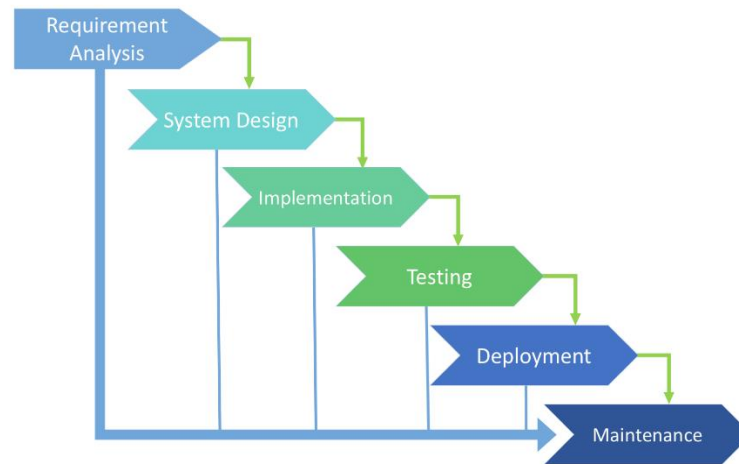 Requirement
Analysis
System Design
Implementation
Testing
Deployment
Maintenance